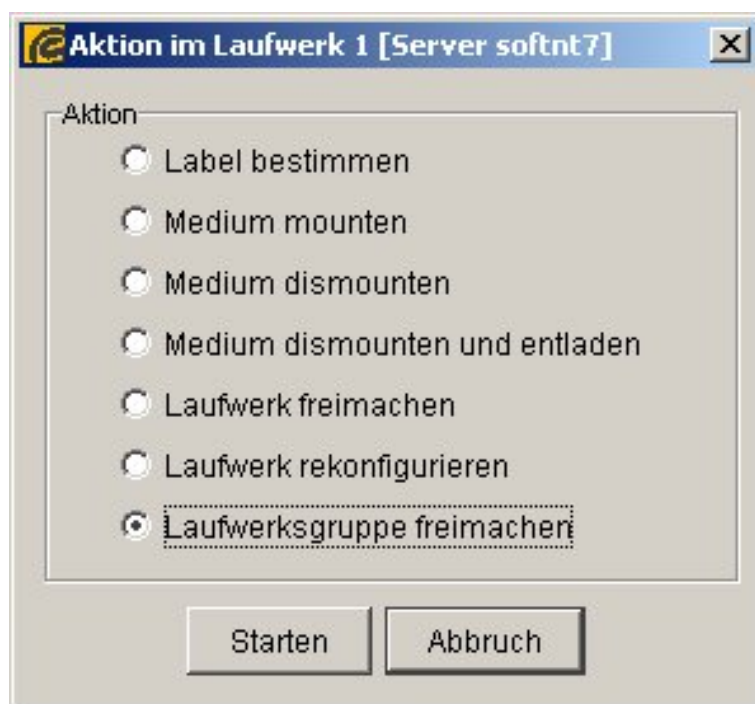 Aktion im Laufwerk 1 [Server softnt7]
Aktion
Label bestimmen
Medium mounten
Medium dismounten
Medium dismounten und entladen
Laufwerk freimachen
Laufwerk rekonfigurieren
Laufwerksgruppe freimachen
Starten Abbruch